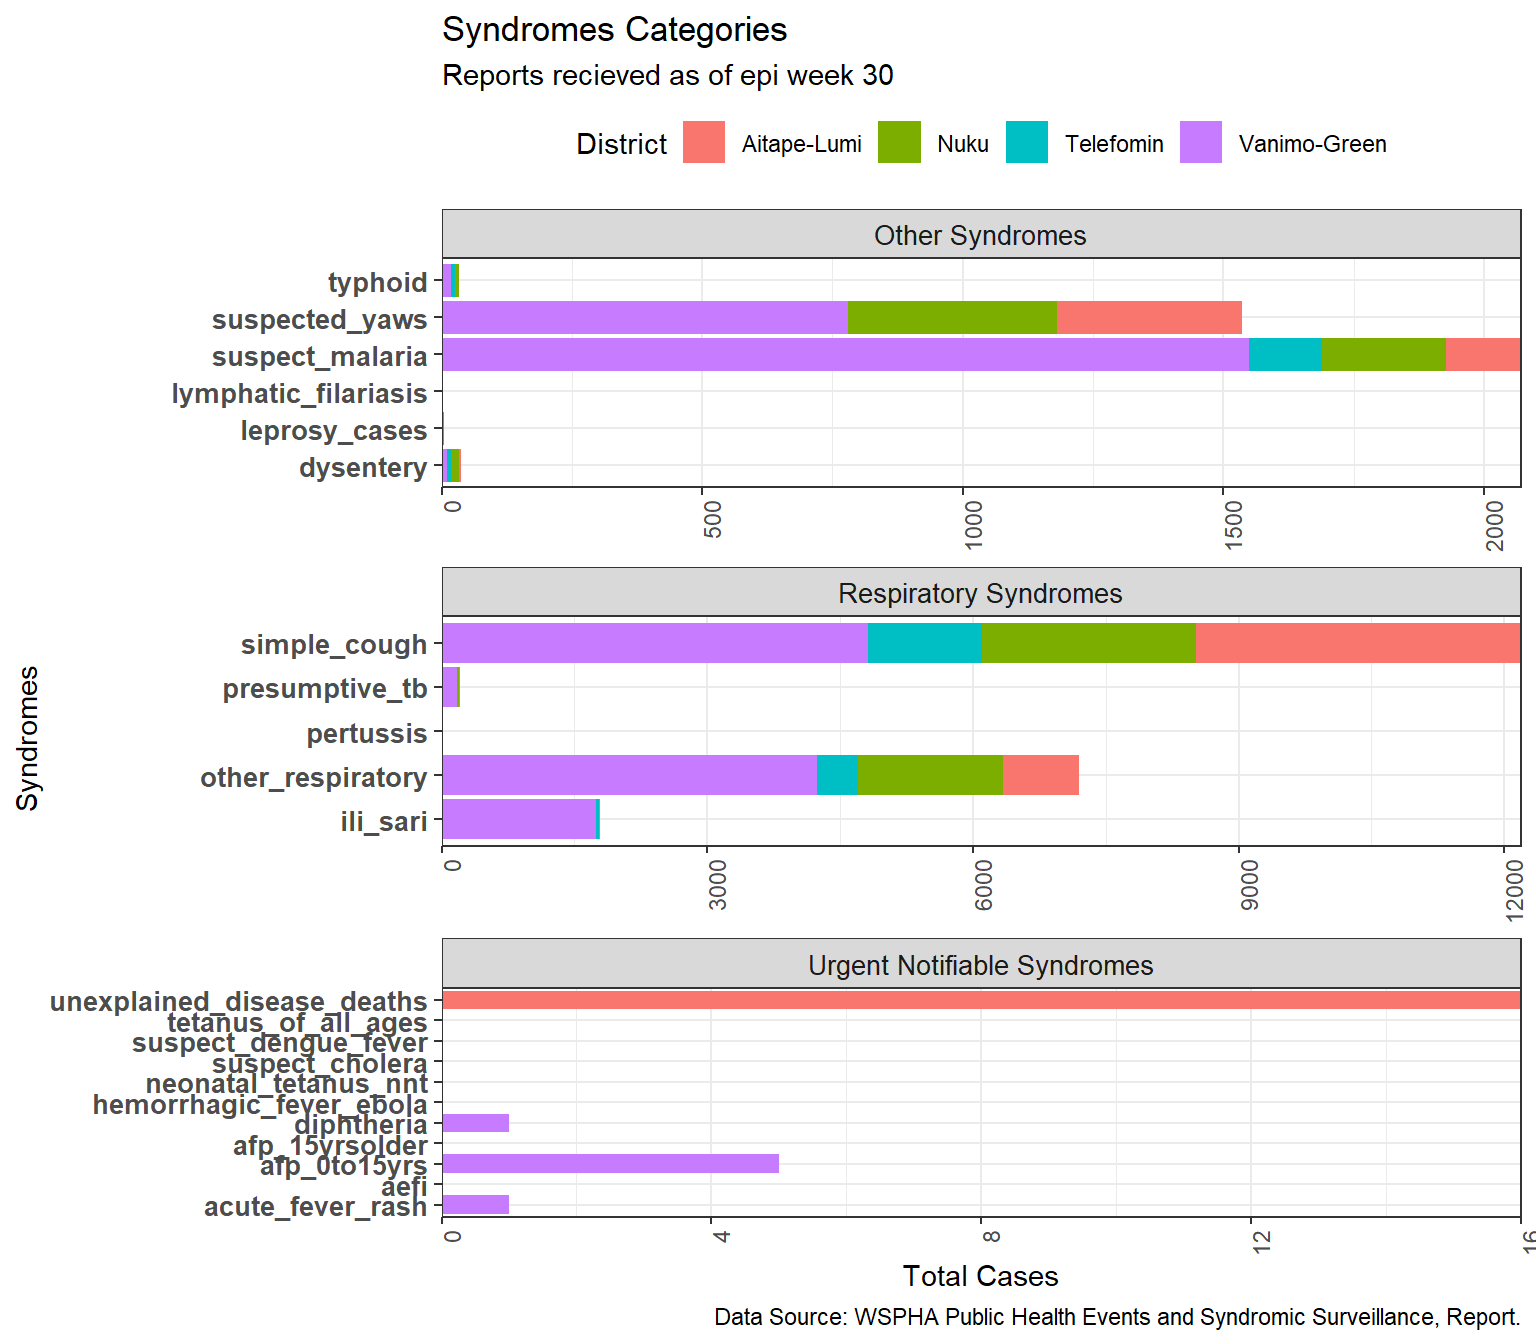 Syndromes Categories
Reports recieved as of epi week 30
District Aitape-Lumi Nuku Telefomin Vanimo-Green
Other Syndromes
typhoid
suspected_yaws
suspect_malaria
lymphatic_filariasis
leprosy_cases
dysentery
0 500 1000 1500 2000
Respiratory Syndromes
simple_cough
presumptive_tb
pertussis
other_respiratory
ili_sari
0 3000 6000 9000 12000
Syndromes
Urgent Notifiable Syndromes
unexplained_disease_deaths
tetanus_of_all_ages
suspect_dengue_fever
suspect_cholera
neonatal_tetanus_nnt
hemorrhagic_fever_ebola
diphtheria
afp_15yrsolder
afp_0to15yrs
aefi
acute_fever_rash
0 4 8 12 16
Total Cases
Data Source: WSPHA Public Health Events and Syndromic Surveillance, Report.